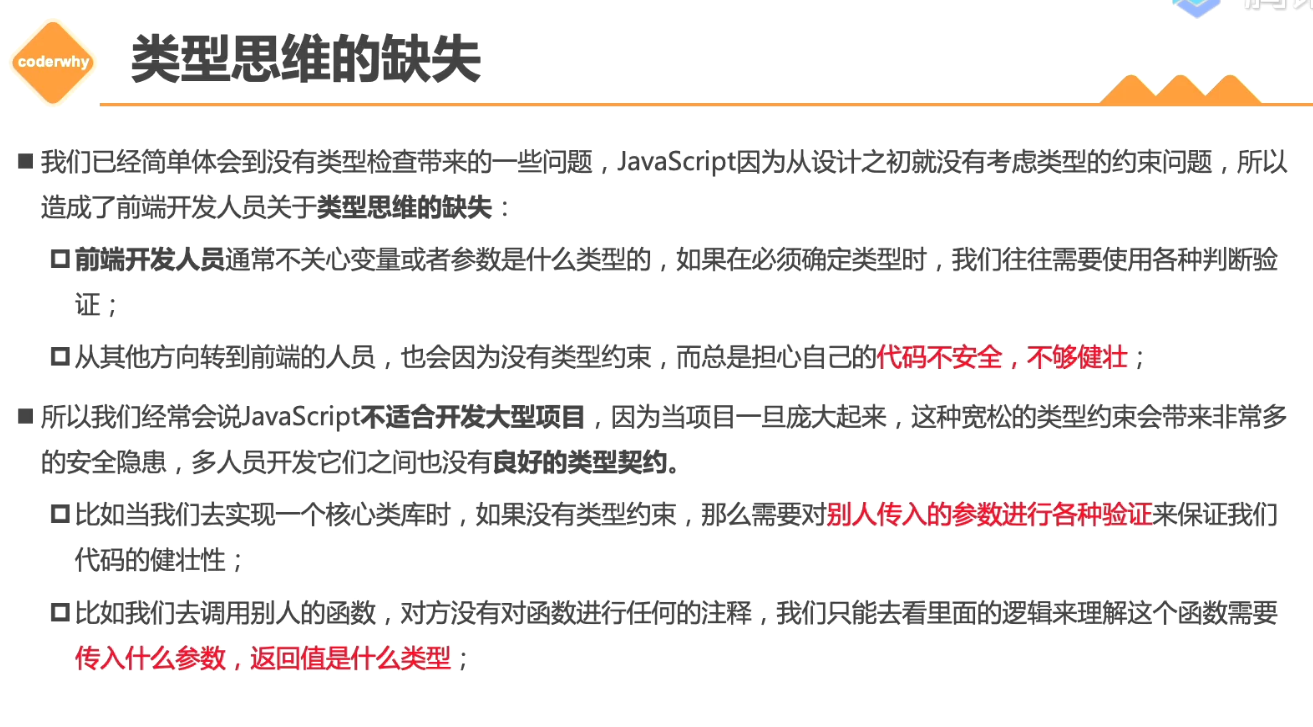 coderwhy
类型思维的缺失
■ 我们已经简单体会到没有类型检查带来的一些问题，JavaScript因为从设计之初就没有考虑类型的约束问题，所以
造成了前端开发人员关于类型思维的缺失：
前端开发人员通常不关心变量或者参数是什么类型的，如果在必须确定类型时，我们往往需要使用各种判断验
证；
从其他方向转到前端的人员，也会因为没有类型约束，而总是担心自己的代码不安全，不够健壮；
■ 所以我们经常会说JavaScript不适合开发大型项目，因为当项目一旦庞大起来，这种宽松的类型约束会带来非常多
的安全隐患，多人员开发它们之间也没有良好的类型契约。
比如当我们去实现一个核心类库时，如果没有类型约束，那么需要对别人传入的参数进行各种验证来保证我们
代码的健壮性；
比如我们去调用别人的函数，对方没有对函数进行任何的注释，我们只能去看里面的逻辑来理解这个函数需要
传入什么参数，返回值是什么类型；